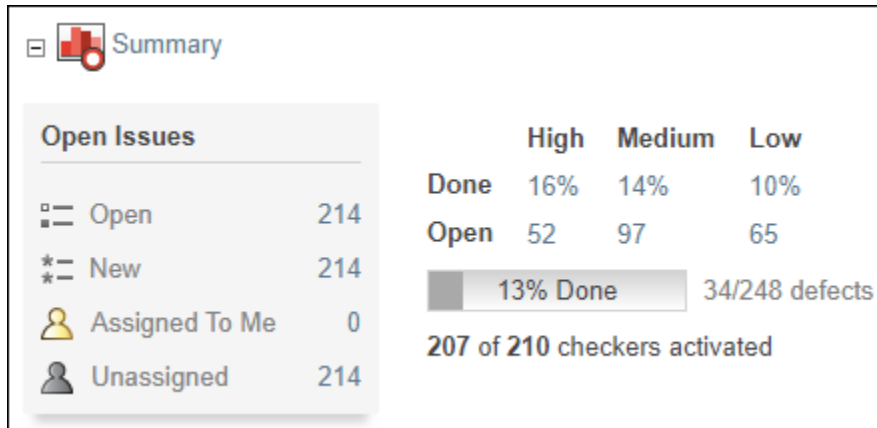 Summary
Open Issues
Open 214
New 214
Assigned To Me 0
Unassigned 214
High Medium Low
Done 16% 14% 10%
Open 52 97 65
13% Done 34/248 defects
207 of 210 checkers activated